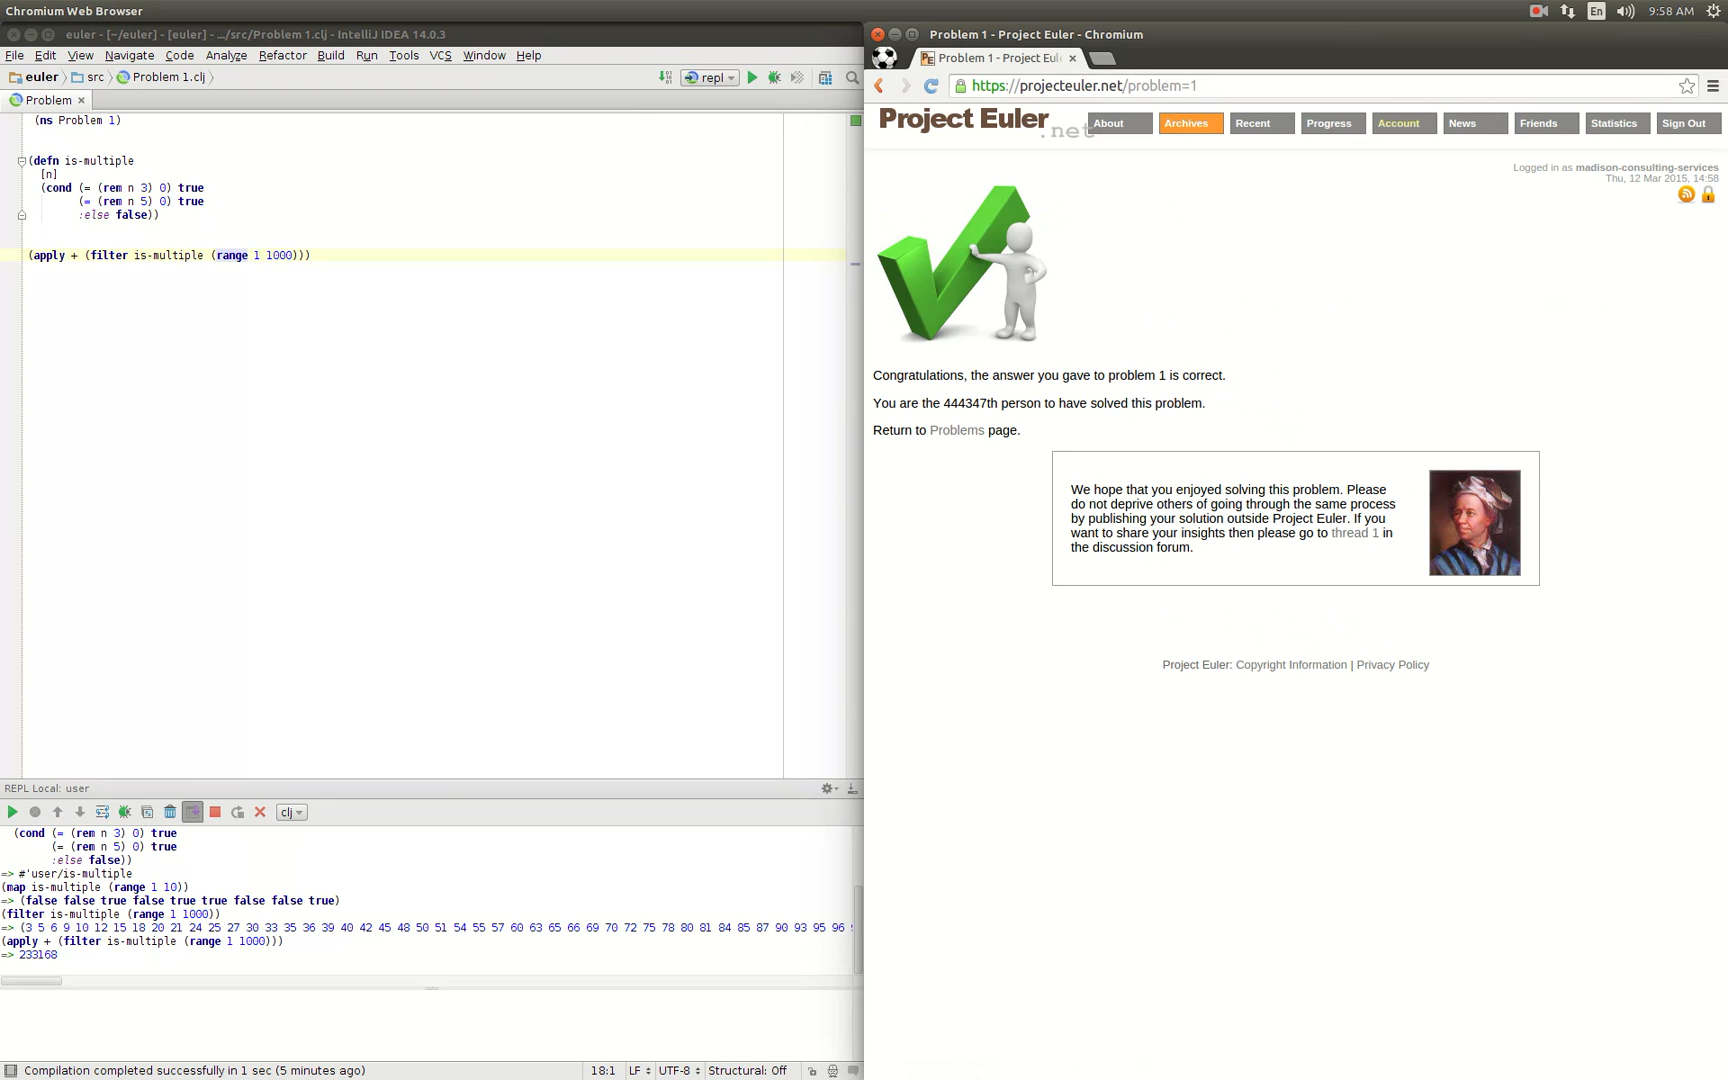 Chromium Web Browser
En
9:58 AM
euler - [~/euler] - [euler] - .../src/Problem 1.clj - IntelliJ IDEA 14.0.3
File Edit View Navigate Code Analyze Refactor Build Run Tools VCS Window Help
euler src Problem 1.clj
repl
Problem
(ns Problem 1)
(defn is-multiple
[n]
(cond (= (rem n 3) 0) true
(= (rem n 5) 0) true
:else false))
(apply + (filter is-multiple (range 1 1000)))
REPL Local: user
clj
(cond (= (rem n 3) 0) true
(= (rem n 5) 0) true
:else false))
=> #'user/is-multiple
(map is-multiple (range 1 10))
=> (false false true false true true false false true)
(filter is-multiple (range 1 1000))
=> (3 5 6 9 10 12 15 18 20 21 24 25 27 30 33 35 36 39 40 42 45 48 50 51 54 55 57 60 63 65 66 69 70 72 75 78 80 81 84 85 87 90 93 95 96
(apply + (filter is-multiple (range 1 1000)))
=> 233168
Compilation completed successfully in 1 sec (5 minutes ago)
18:1 LF UTF-8 Structural: Off
Problem 1 - Project Euler - Chromium
PE Problem 1 - Project Eul
https://projecteuler.net/problem=1
Project Euler .net
About Archives Recent Progress Account News Friends Statistics Sign Out
Logged in as madison-consulting-services
Thu, 12 Mar 2015, 14:58
Congratulations, the answer you gave to problem 1 is correct.
You are the 444347th person to have solved this problem.
Return to Problems page.
We hope that you enjoyed solving this problem. Please
do not deprive others of going through the same process
by publishing your solution outside Project Euler. If you
want to share your insights then please go to thread 1 in
the discussion forum.
Project Euler: Copyright Information | Privacy Policy